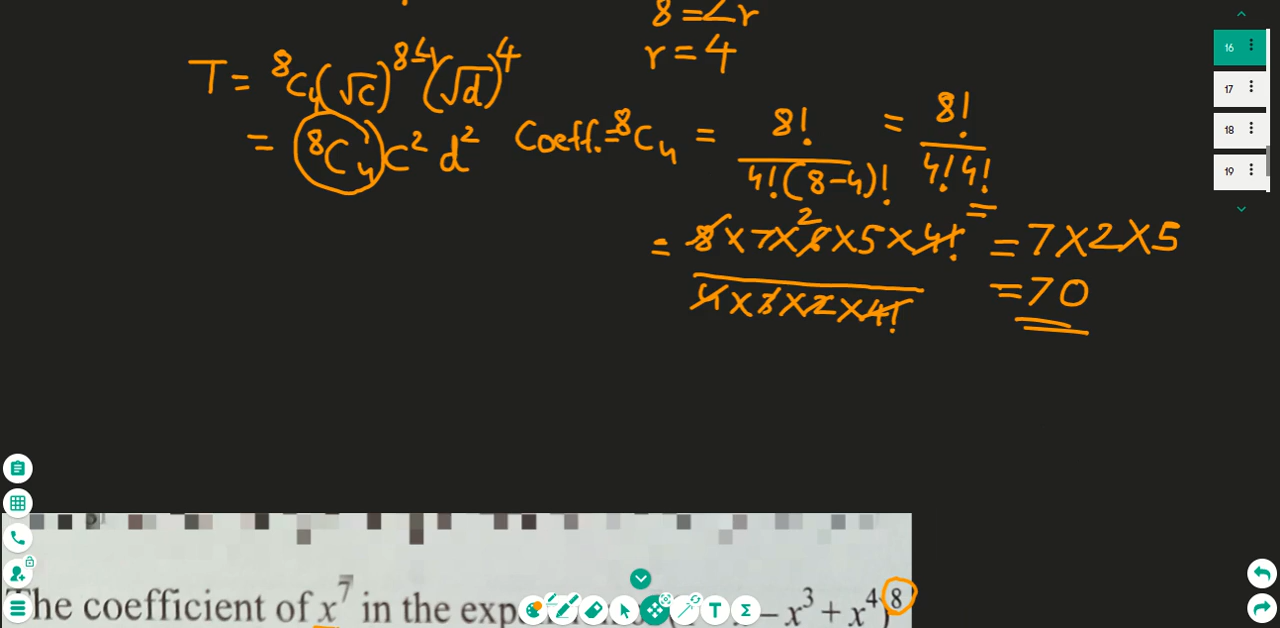 8 = 2r
r = 4
T = ⁸C₄(√c)⁸⁻⁴(√d)⁴
= ⁸C₄ c² d² Coeff. = ⁸C₄ = 8! / 4!(8-4)! = 8! / 4! 4!
= 8 x 7 x 6 2 x 5 x 4! / 4 x 3 x 2 x 4! = 7 x 2 x 5
= 70
he coefficient of x⁷ in the exp – x³ + x⁴)⁸
16
17
18
19
T
Σ